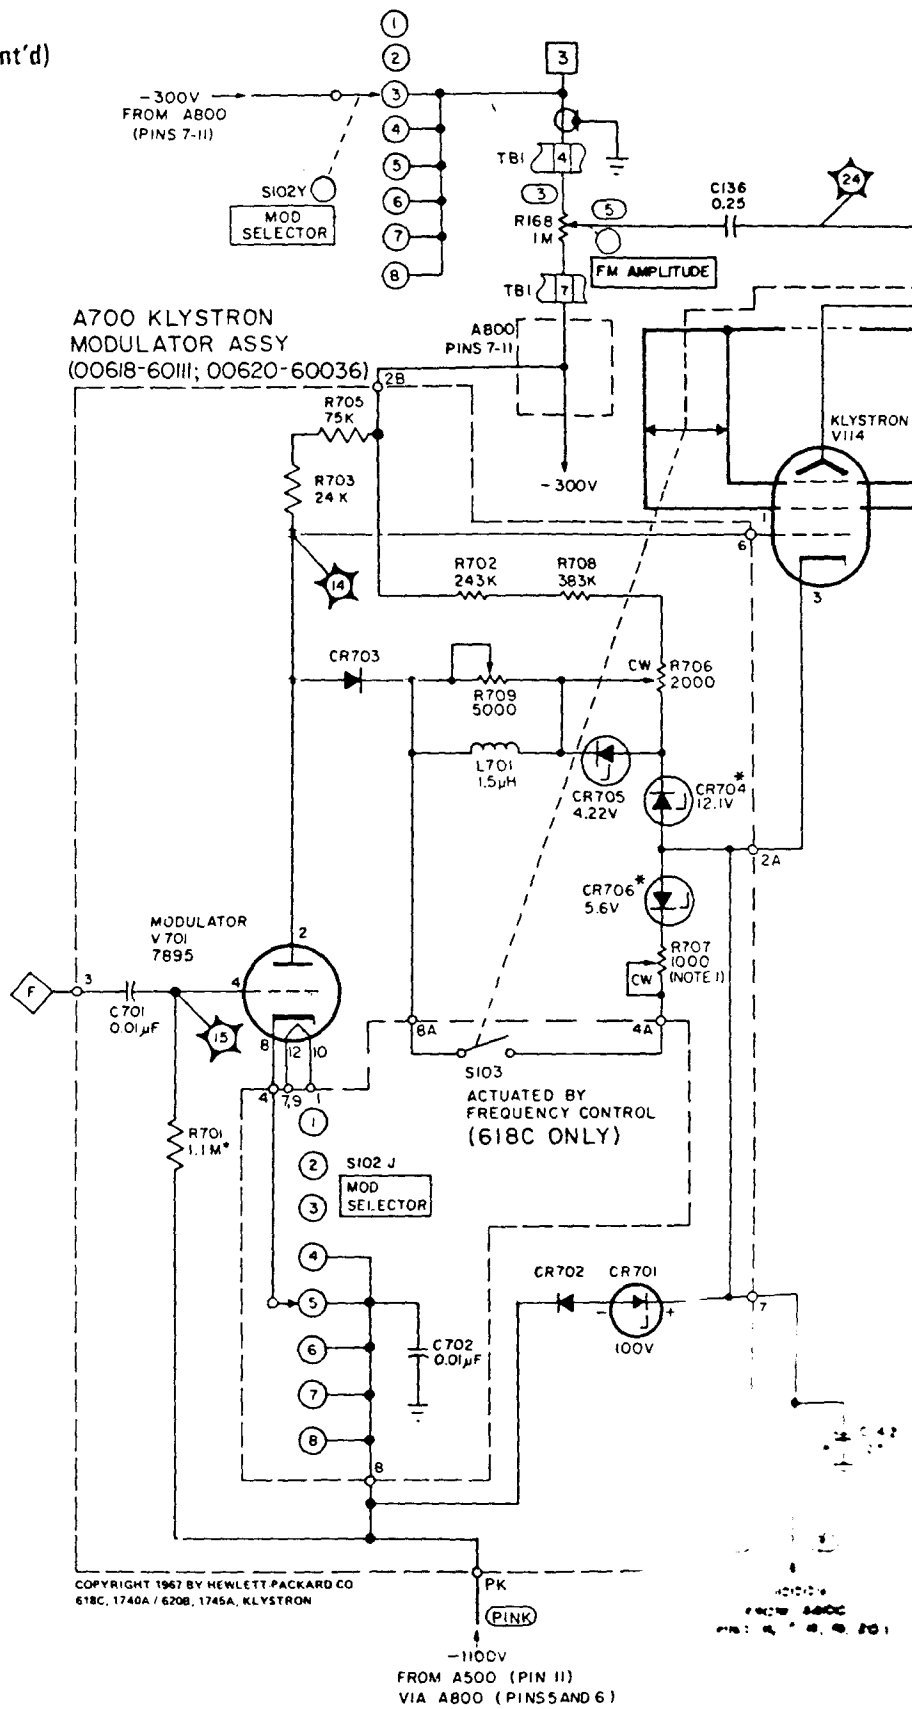 nt'd)
1
2
3
4
5
6
7
8
3
-300V
FROM A800
(PINS 7-11)
S102Y
MOD
SELECTOR
TB1
4
3
R168
1M
5
FM AMPLITUDE
C136
0.25
24
TB1
7
A800
PINS 7-11
-300V
A700 KLYSTRON
MODULATOR ASSY
(00618-60111; 00620-60036)
2B
R705
75K
R703
24K
14
KLYSTRON
V114
1
6
3
R702
243K
R708
383K
CR703
R709
5000
CW
R706
2000
L701
1.5μH
CR705
4.22V
CR704*
12.1V
2A
CR706*
5.6V
R707
1000
(NOTE 1)
CW
MODULATOR
V701
7895
2
4
8
12
10
F
3
C701
0.01μF
15
8A
4A
S103
ACTUATED BY
FREQUENCY CONTROL
(618C ONLY)
4
7,9
1
R701
1.1M*
1
2
3
4
5
6
7
8
S102J
MOD
SELECTOR
C702
0.01μF
CR702
CR701
-
+
100V
7
8
COPYRIGHT 1967 BY HEWLETT-PACKARD CO
618C, 1740A / 620B, 1745A, KLYSTRON
PK
PINK
-1100V
FROM A500 (PIN 11)
VIA A800 (PINS 5 AND 6)